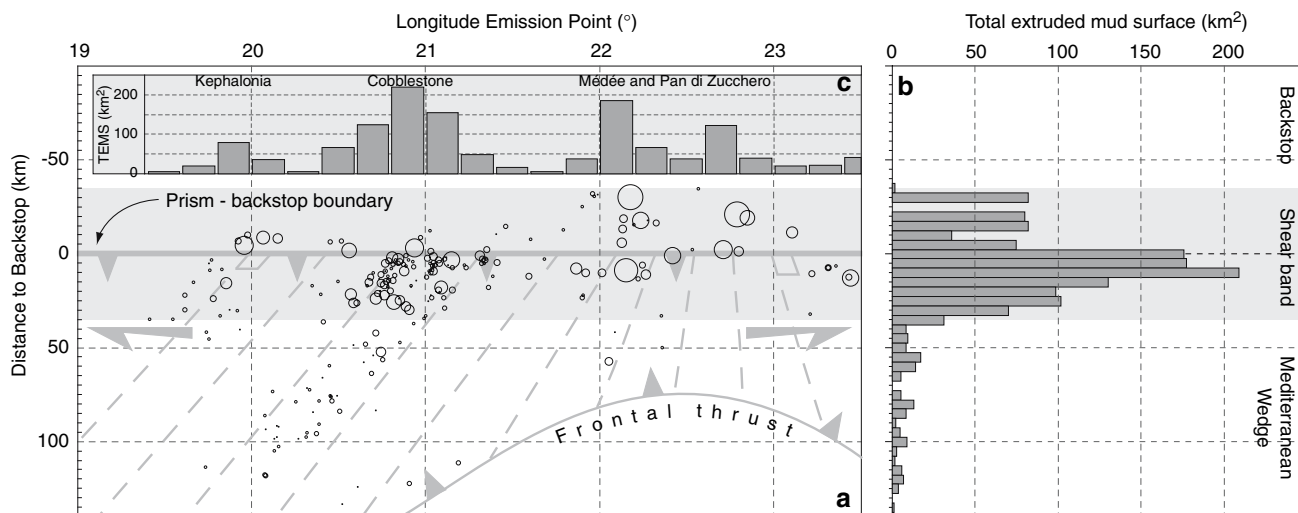 Longitude Emission Point (°)
19 20 21 22 23
Total extruded mud surface (km2)
0 50 100 150 200
Kephalonia Cobblestone Médée and Pan di Zucchero c
TEMS (km2)
200
100
0
b
Backstop
Distance to Backstop (km)
-50
0
50
100
Prism - backstop boundary
Shear band
Mediterranean
Wedge
Frontal thrust
a